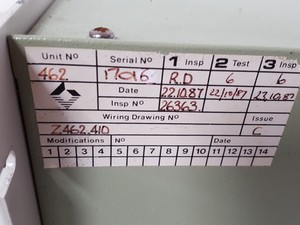 Unit Nº Serial Nº 1 Insp 2 Test 3 Insp
462 17016 R.D 6 6
Date 22.10.87 22/10/87 23.10.87
Insp Nº 26363.
Wiring Drawing Nº Issue
Z462.410 C
Modifications Nº Date
1 2 3 4 5 6 7 8 9 10 11 12 13 14